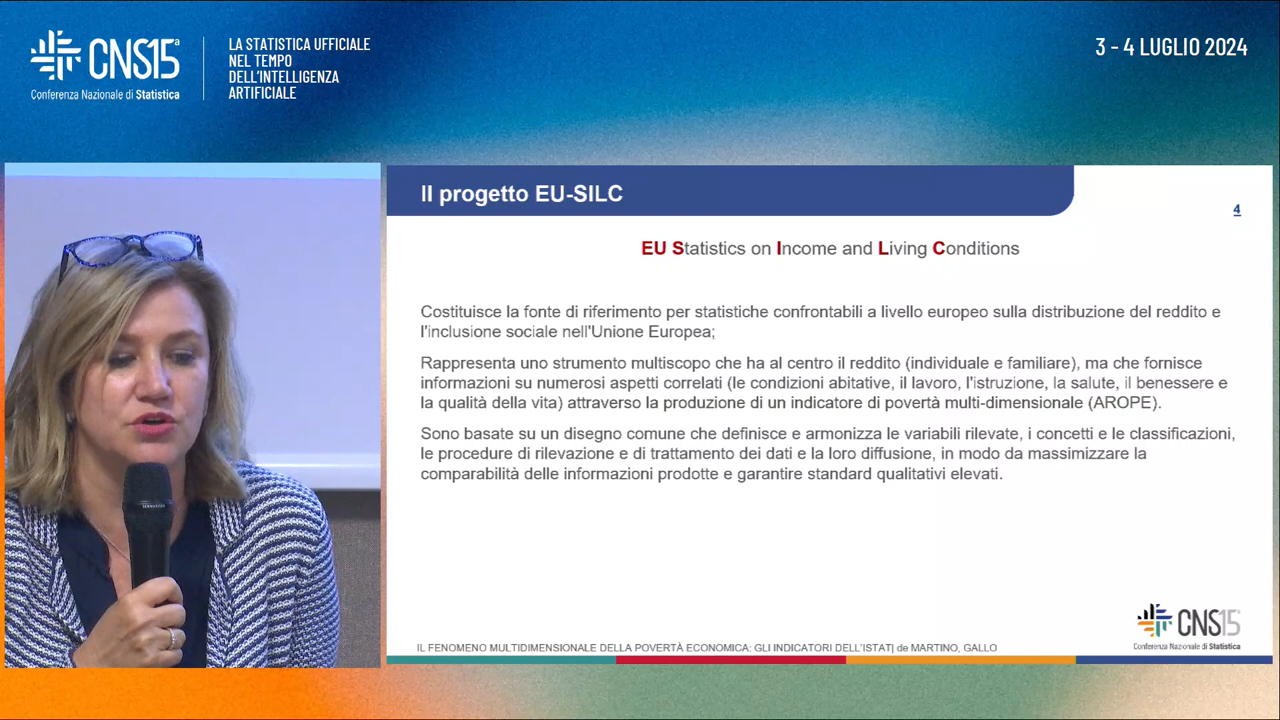 CNS15ª
Conferenza Nazionale di Statistica
LA STATISTICA UFFICIALE
NEL TEMPO
DELL'INTELLIGENZA
ARTIFICIALE
3 - 4 LUGLIO 2024
Il progetto EU-SILC
4
EU Statistics on Income and Living Conditions
Costituisce la fonte di riferimento per statistiche confrontabili a livello europeo sulla distribuzione del reddito e
l'inclusione sociale nell'Unione Europea;
Rappresenta uno strumento multiscopo che ha al centro il reddito (individuale e familiare), ma che fornisce
informazioni su numerosi aspetti correlati (le condizioni abitative, il lavoro, l'istruzione, la salute, il benessere e
la qualità della vita) attraverso la produzione di un indicatore di povertà multi-dimensionale (AROPE).
Sono basate su un disegno comune che definisce e armonizza le variabili rilevate, i concetti e le classificazioni,
le procedure di rilevazione e di trattamento dei dati e la loro diffusione, in modo da massimizzare la
comparabilità delle informazioni prodotte e garantire standard qualitativi elevati.
CNS15ª
Conferenza Nazionale di Statistica
IL FENOMENO MULTIDIMENSIONALE DELLA POVERTÀ ECONOMICA: GLI INDICATORI DELL'ISTAT| de MARTINO, GALLO